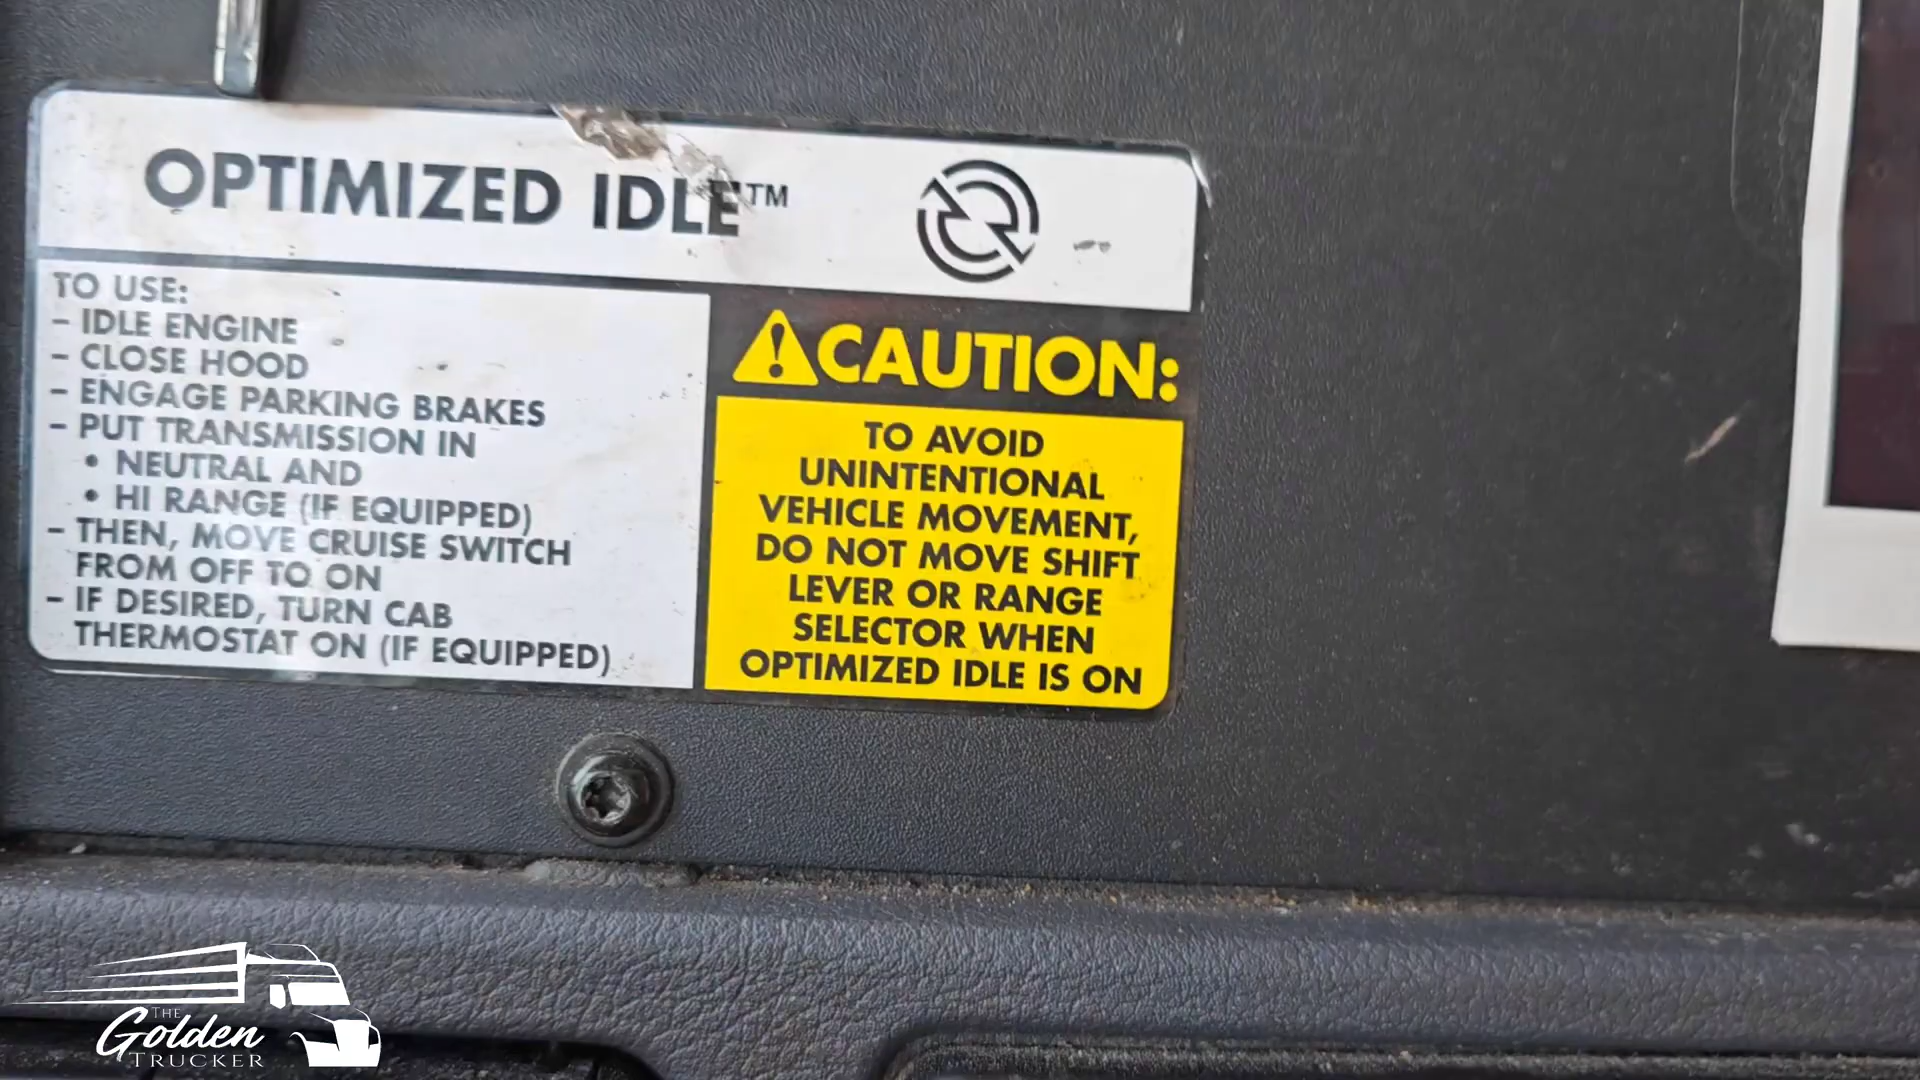 OPTIMIZED IDLE™
TO USE:
– IDLE ENGINE
– CLOSE HOOD
– ENGAGE PARKING BRAKES
– PUT TRANSMISSION IN
• NEUTRAL AND
• HI RANGE (IF EQUIPPED)
– THEN, MOVE CRUISE SWITCH
FROM OFF TO ON
– IF DESIRED, TURN CAB
THERMOSTAT ON (IF EQUIPPED)
CAUTION:
TO AVOID
UNINTENTIONAL
VEHICLE MOVEMENT,
DO NOT MOVE SHIFT
LEVER OR RANGE
SELECTOR WHEN
OPTIMIZED IDLE IS ON
THE
Golden
TRUCKER